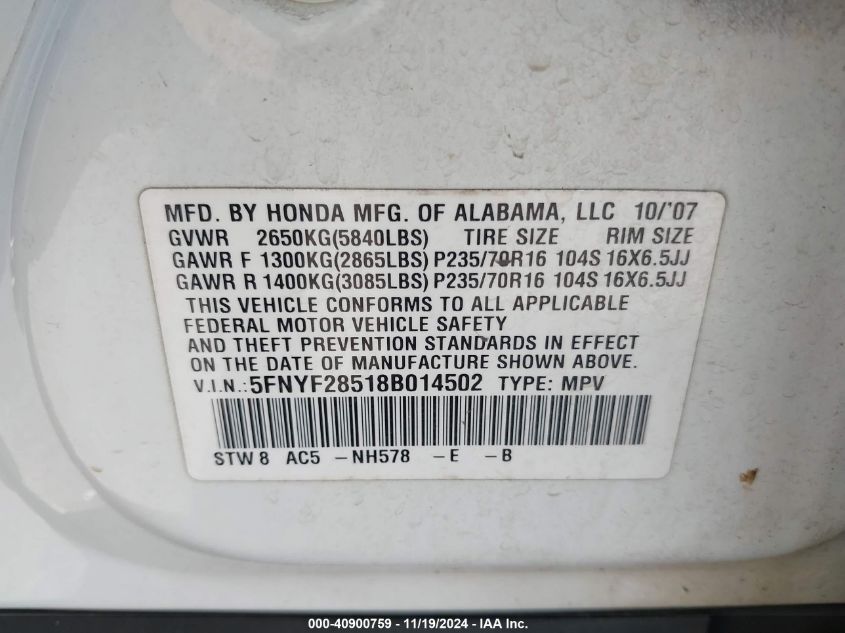 MFD. BY HONDA MFG. OF ALABAMA, LLC 10/'07
GVWR 2650KG(5840LBS) TIRE SIZE RIM SIZE
GAWR F 1300KG(2865LBS) P235/70R16 104S 16X6.5JJ
GAWR R 1400KG(3085LBS) P235/70R16 104S 16X6.5JJ
THIS VEHICLE CONFORMS TO ALL APPLICABLE
FEDERAL MOTOR VEHICLE SAFETY
AND THEFT PREVENTION STANDARDS IN EFFECT
ON THE DATE OF MANUFACTURE SHOWN ABOVE.
V.I.N.:5FNYF28518B014502 TYPE: MPV
STW8 AC5 -NH578 -E -B
000-40900759 - 11/19/2024 - IAA Inc.